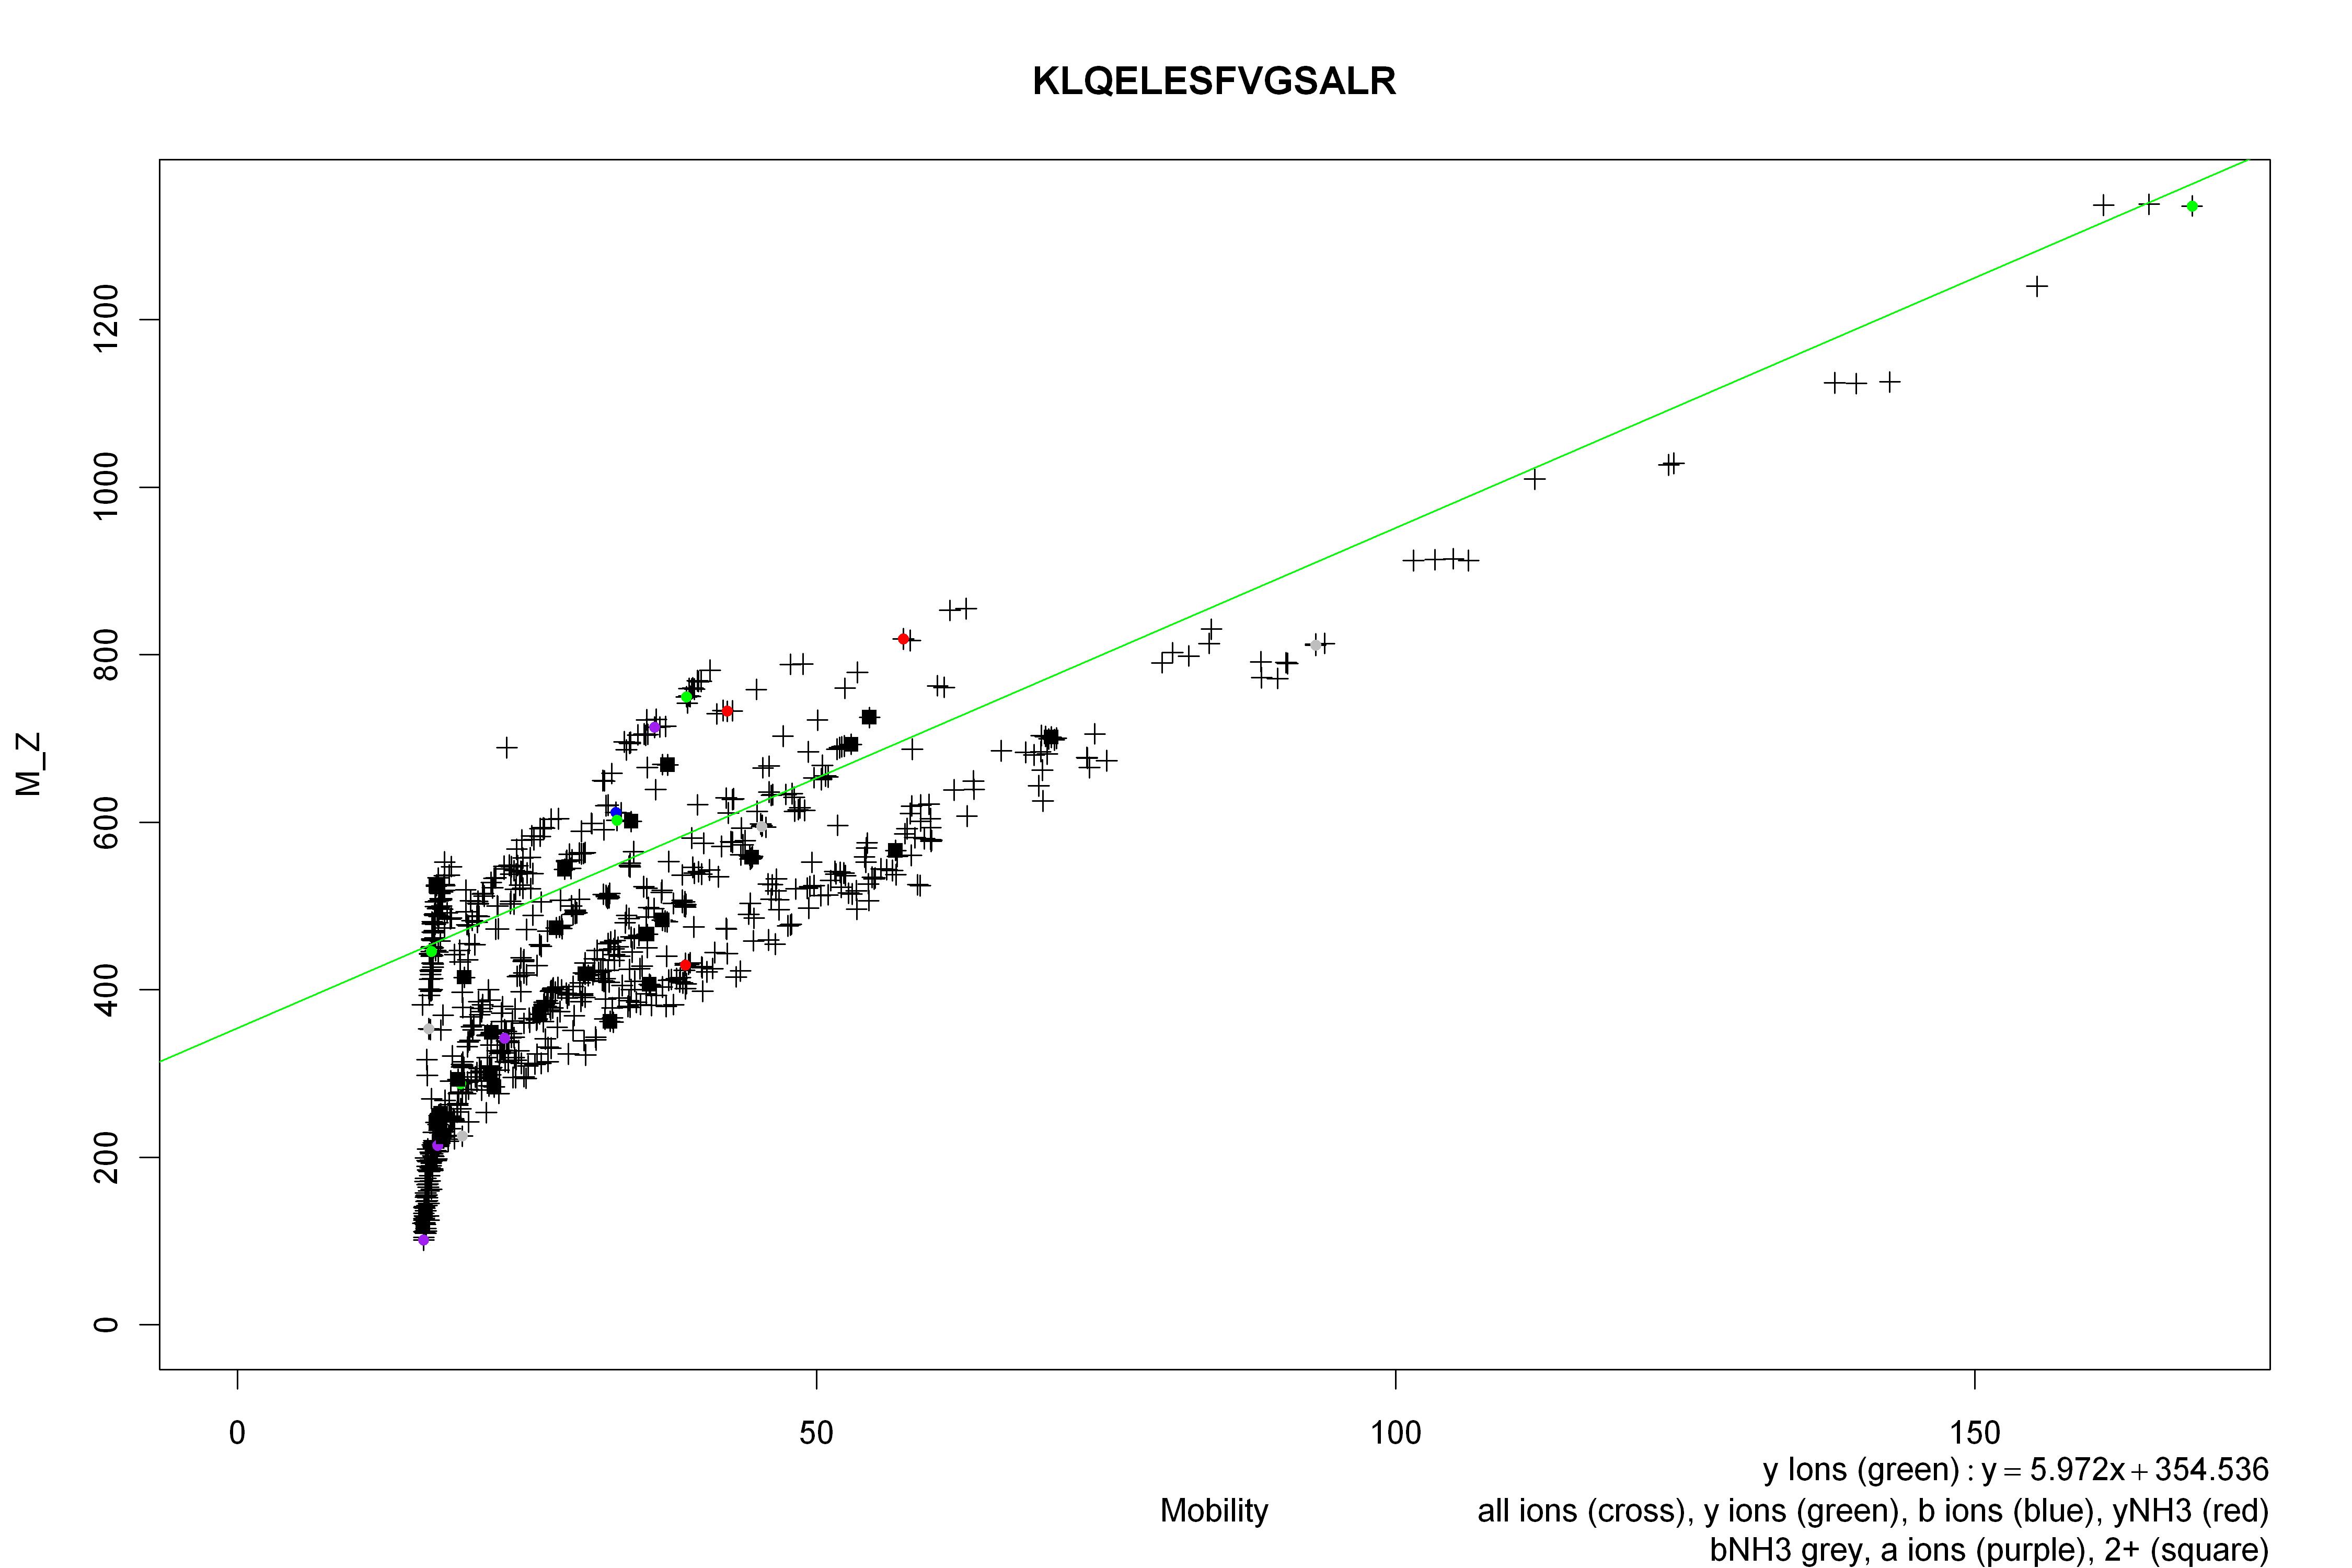 KLQELESFVGSALR
M_Z
1200
1000
800
600
400
200
0
0 50 100 150
y Ions (green) : y = 5.972x + 354.536
Mobility
all ions (cross), y ions (green), b ions (blue), yNH3 (red)
bNH3 grey, a ions (purple), 2+ (square)